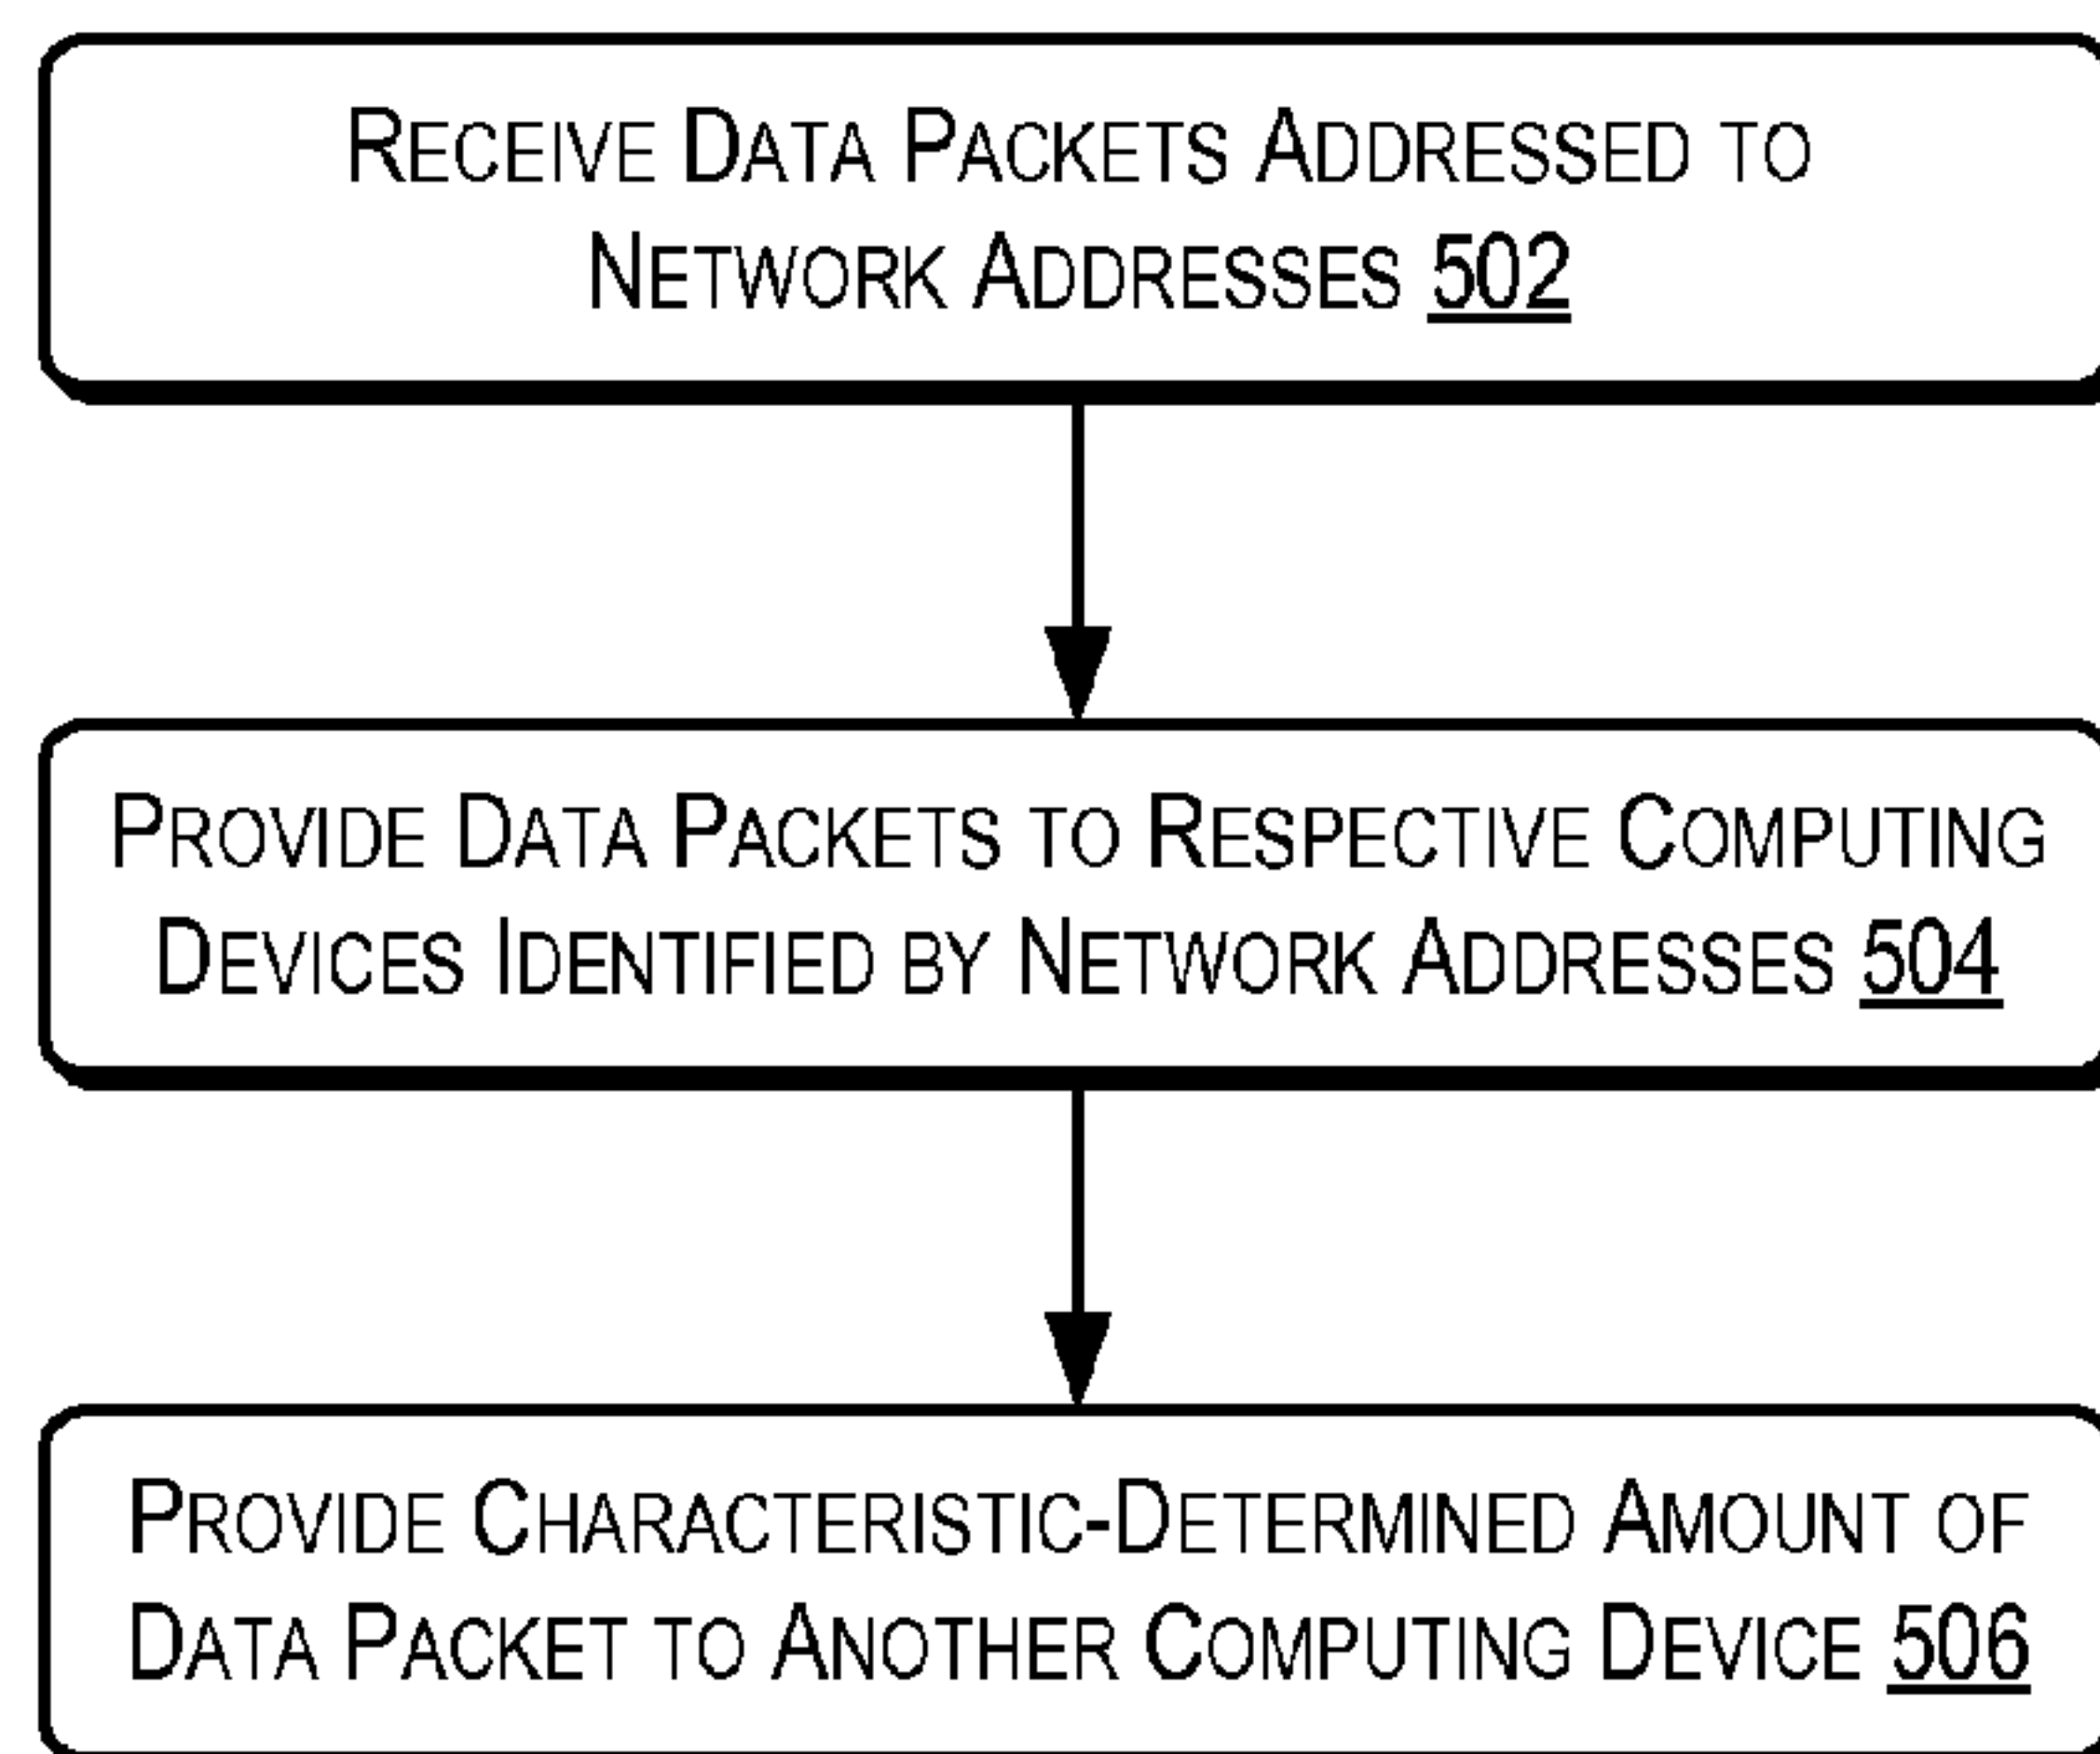 Receive Data Packets Addressed to
Network Addresses 502
Provide Data Packets to Respective Computing
Devices Identified by Network Addresses 504
Provide Characteristic-Determined Amount of
Data Packet to Another Computing Device 506